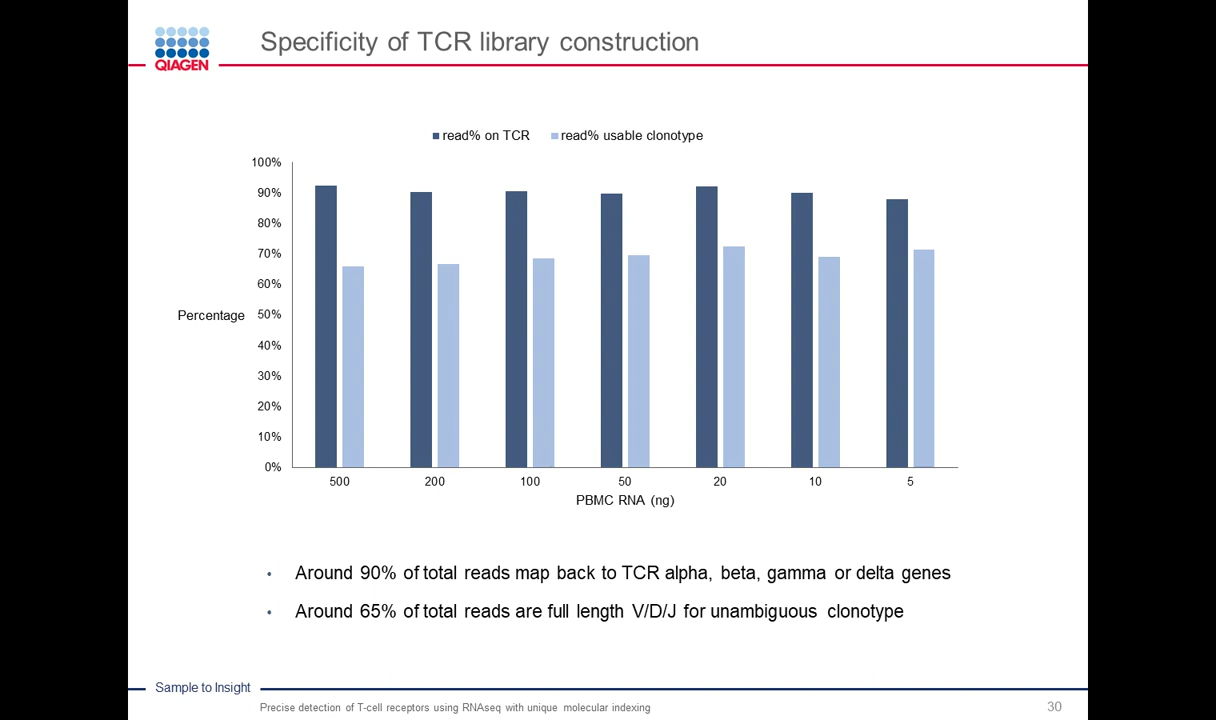 QIAGEN
Specificity of TCR library construction
read% on TCR
read% usable clonotype
100%
90%
80%
70%
60%
50%
40%
30%
20%
10%
0%
Percentage
500 200 100 50 20 10 5
PBMC RNA (ng)
• Around 90% of total reads map back to TCR alpha, beta, gamma or delta genes
• Around 65% of total reads are full length V/D/J for unambiguous clonotype
Sample to Insight
Precise detection of T-cell receptors using RNAseq with unique molecular indexing
30